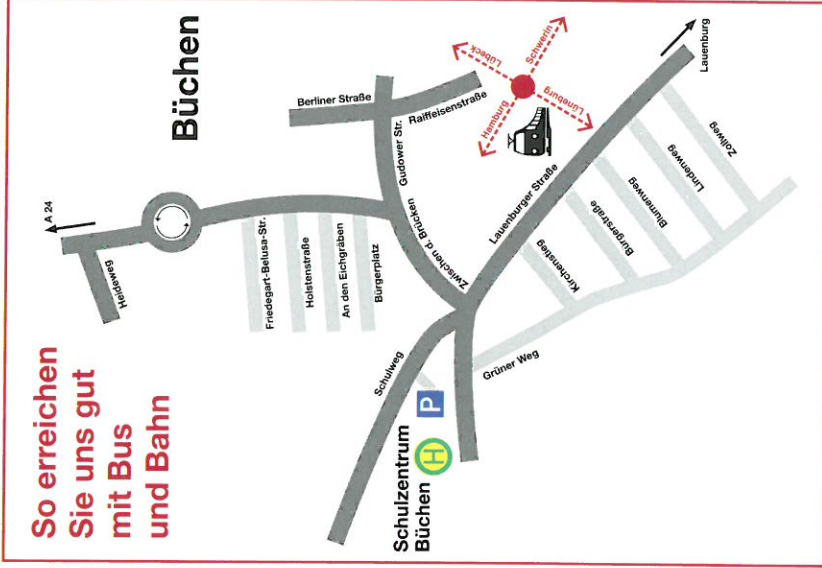 So erreichen
Sie uns gut
mit Bus
und Bahn
Büchen
A 24
Heideweg
Berliner Straße
Raiffeisenstraße
Gudower Str.
Zwischen d. Brücken
Friedegart-Belusa-Str.
Holstenstraße
An den Eichgräben
Bürgerplatz
Schulweg
Schulzentrum
Büchen
H
P
Grüner Weg
Lauenburger Straße
Kirchenstieg
Bürgerstraße
Blumenweg
Lindenweg
Zollweg
Lauenburg
Hamburg
Lübeck
Schwerin
Lüneburg